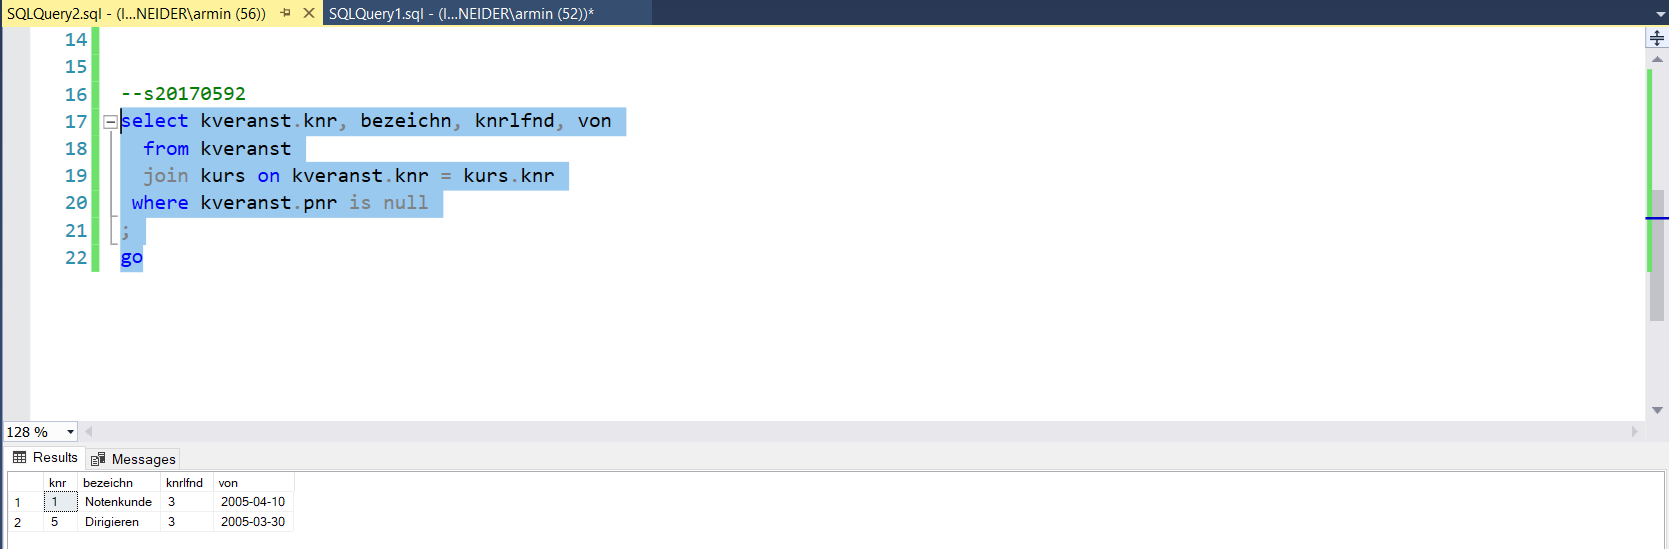 SQLQuery2.sql - (l...NEIDER\armin (56)) SQLQuery1.sql - (l...NEIDER\armin (52))*
14
15
16 --s20170592
17 select kveranst.knr, bezeichn, knrlfnd, von
18 from kveranst
19 join kurs on kveranst.knr = kurs.knr
20 where kveranst.pnr is null
21 ;
22 go
128 %
Results Messages
knr bezeichn knrlfnd von
1 1 Notenkunde 3 2005-04-10
2 5 Dirigieren 3 2005-03-30